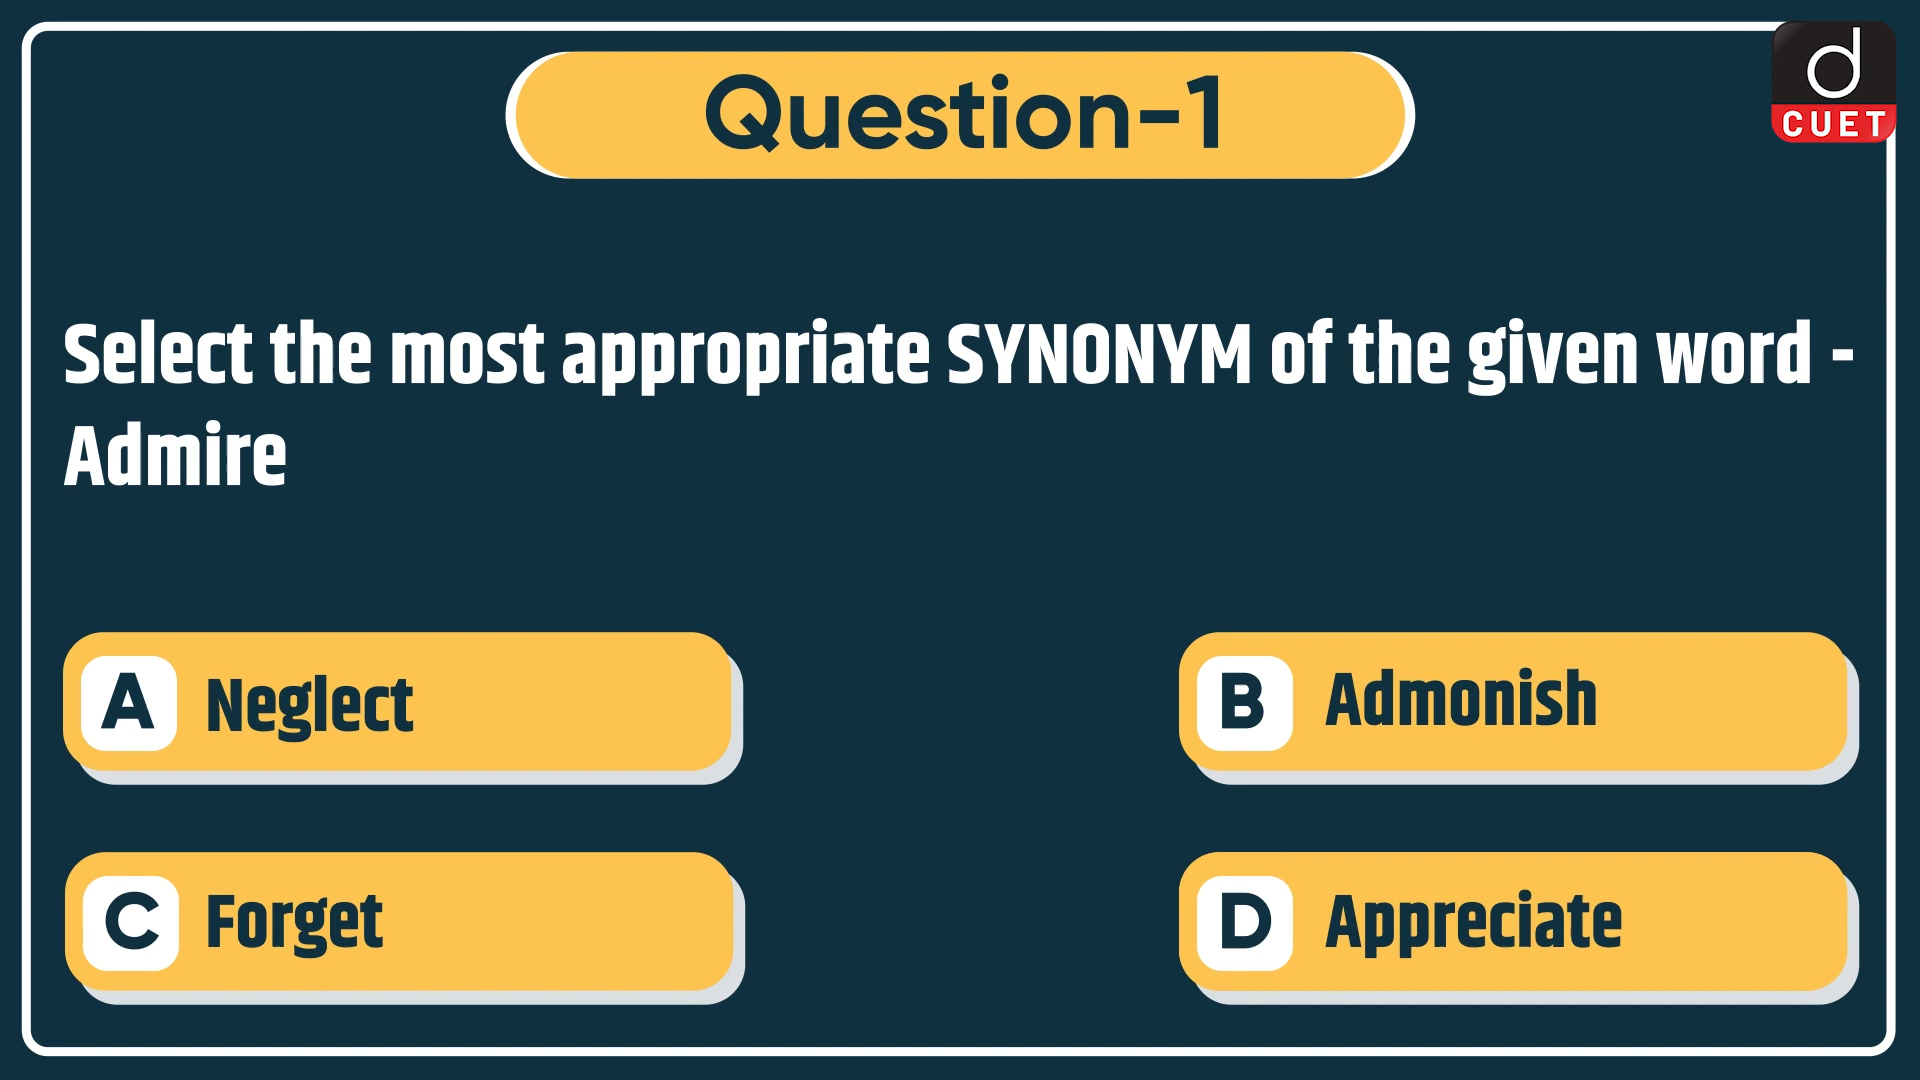 Question-1
d
CUET
Select the most appropriate SYNONYM of the given word -
Admire
A Neglect
B Admonish
C Forget
D Appreciate